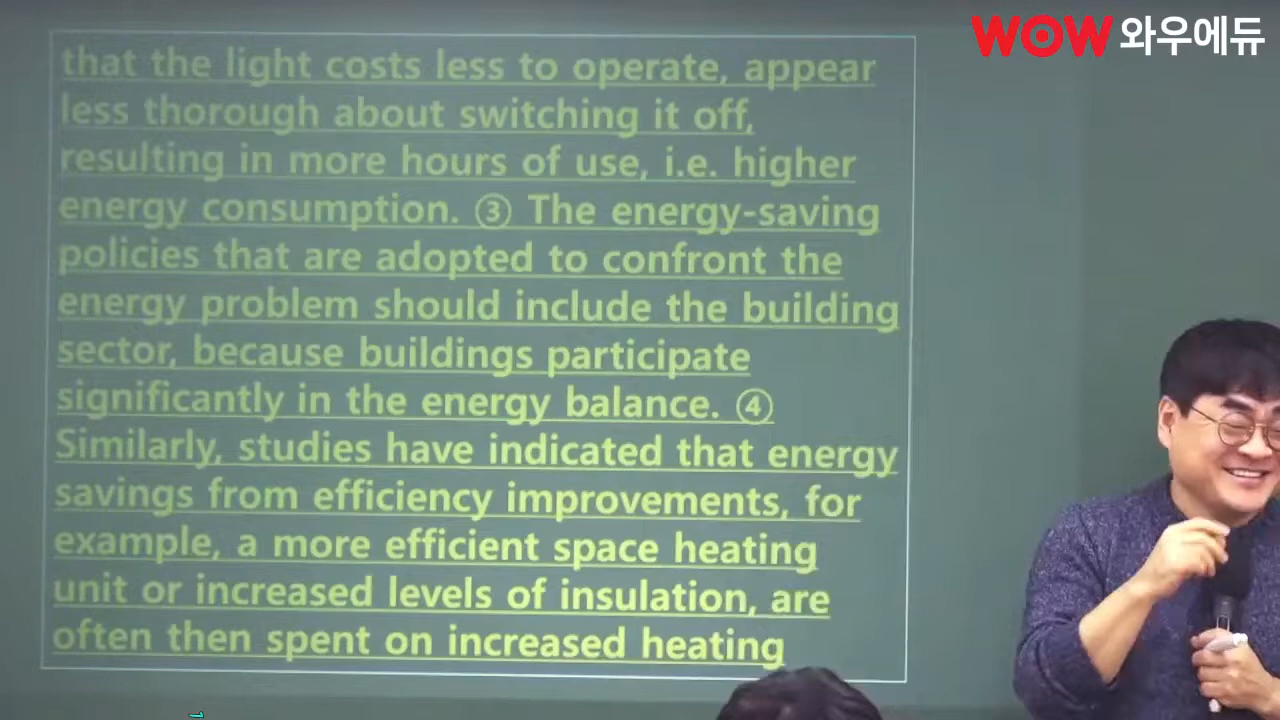 WOW 와우에듀
that the light costs less to operate, appear
less thorough about switching it off,
resulting in more hours of use, i.e. higher
energy consumption. ③ The energy-saving
policies that are adopted to confront the
energy problem should include the building
sector, because buildings participate
significantly in the energy balance. ④
Similarly, studies have indicated that energy
savings from efficiency improvements, for
example, a more efficient space heating
unit or increased levels of insulation, are
often then spent on increased heating